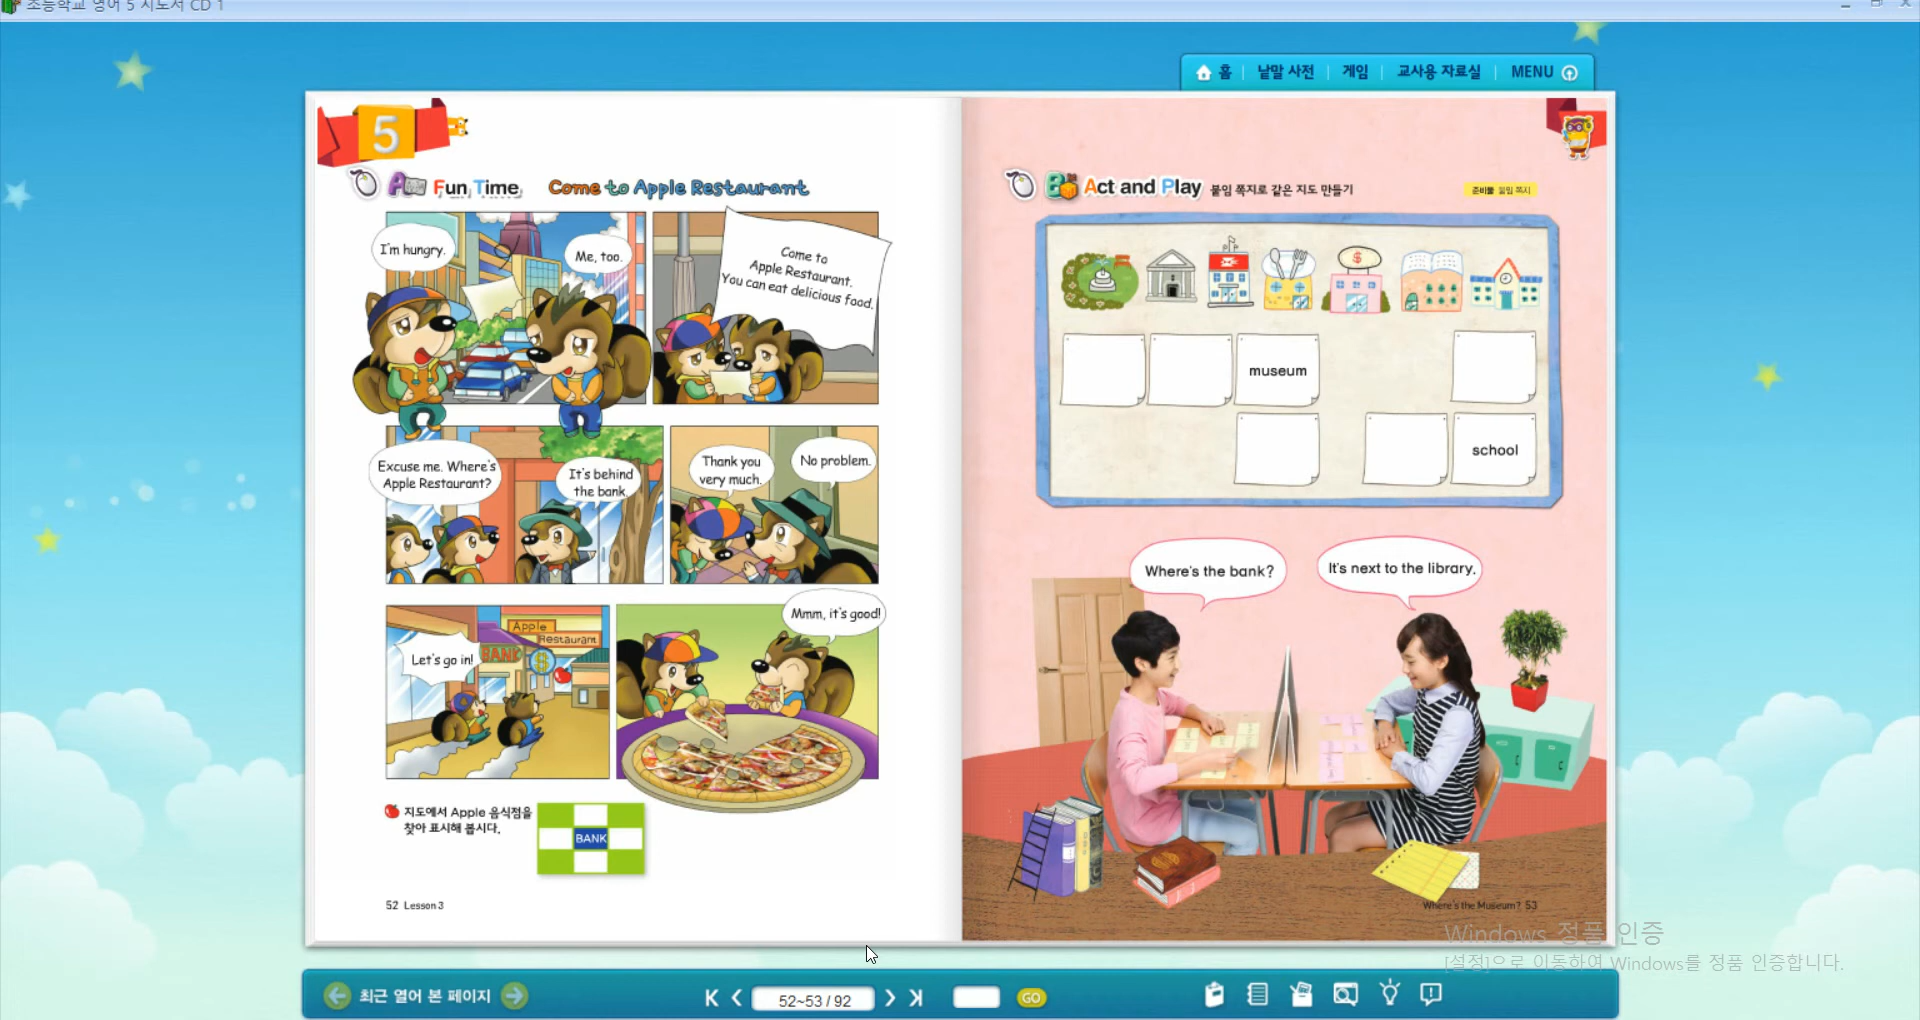 초등학교 영어 5 지도서 CD 1
홈
낱말 사전
게임
교사용 자료실
MENU
5
A Fun Time
Come to Apple Restaurant
I'm hungry.
Me, too.
Come to
Apple Restaurant.
You can eat delicious food.
Excuse me. Where's
Apple Restaurant?
It's behind
the bank.
Thank you
very much.
No problem.
Let's go in!
Apple
Restaurant
BANK
$
Mmm, it's good!
지도에서 Apple 음식점을
찾아 표시해 봅시다.
BANK
52 Lesson 3
B Act and Play
붙임 쪽지로 같은 지도 만들기
준비물 붙임 쪽지
$
museum
school
Where's the bank?
It's next to the library.
Where's the Museum? 53
Windows 정품 인증
[설정]으로 이동하여 Windows를 정품 인증합니다.
최근 열어 본 페이지
52~53 / 92
GO